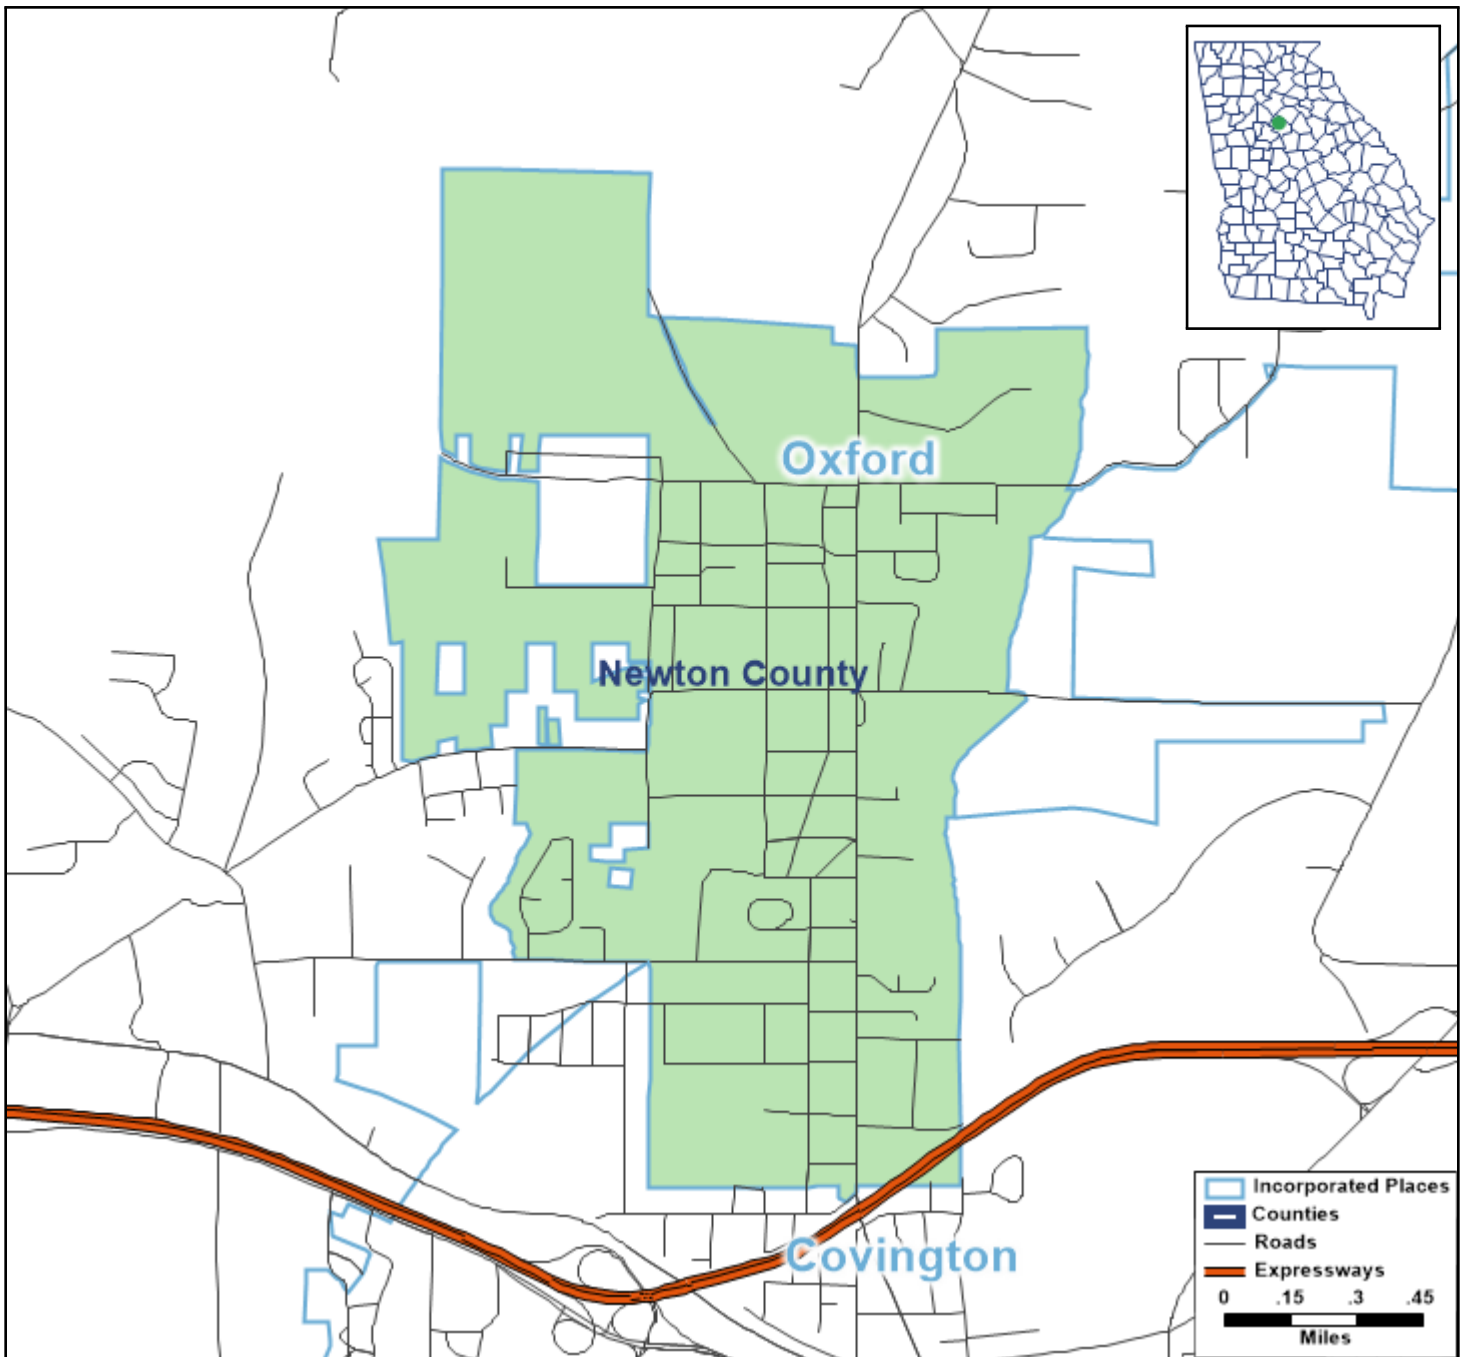 Oxford
Newton County
Covington
Incorporated Places
Counties
Roads
Expressways
0 .15 .3 .45
Miles